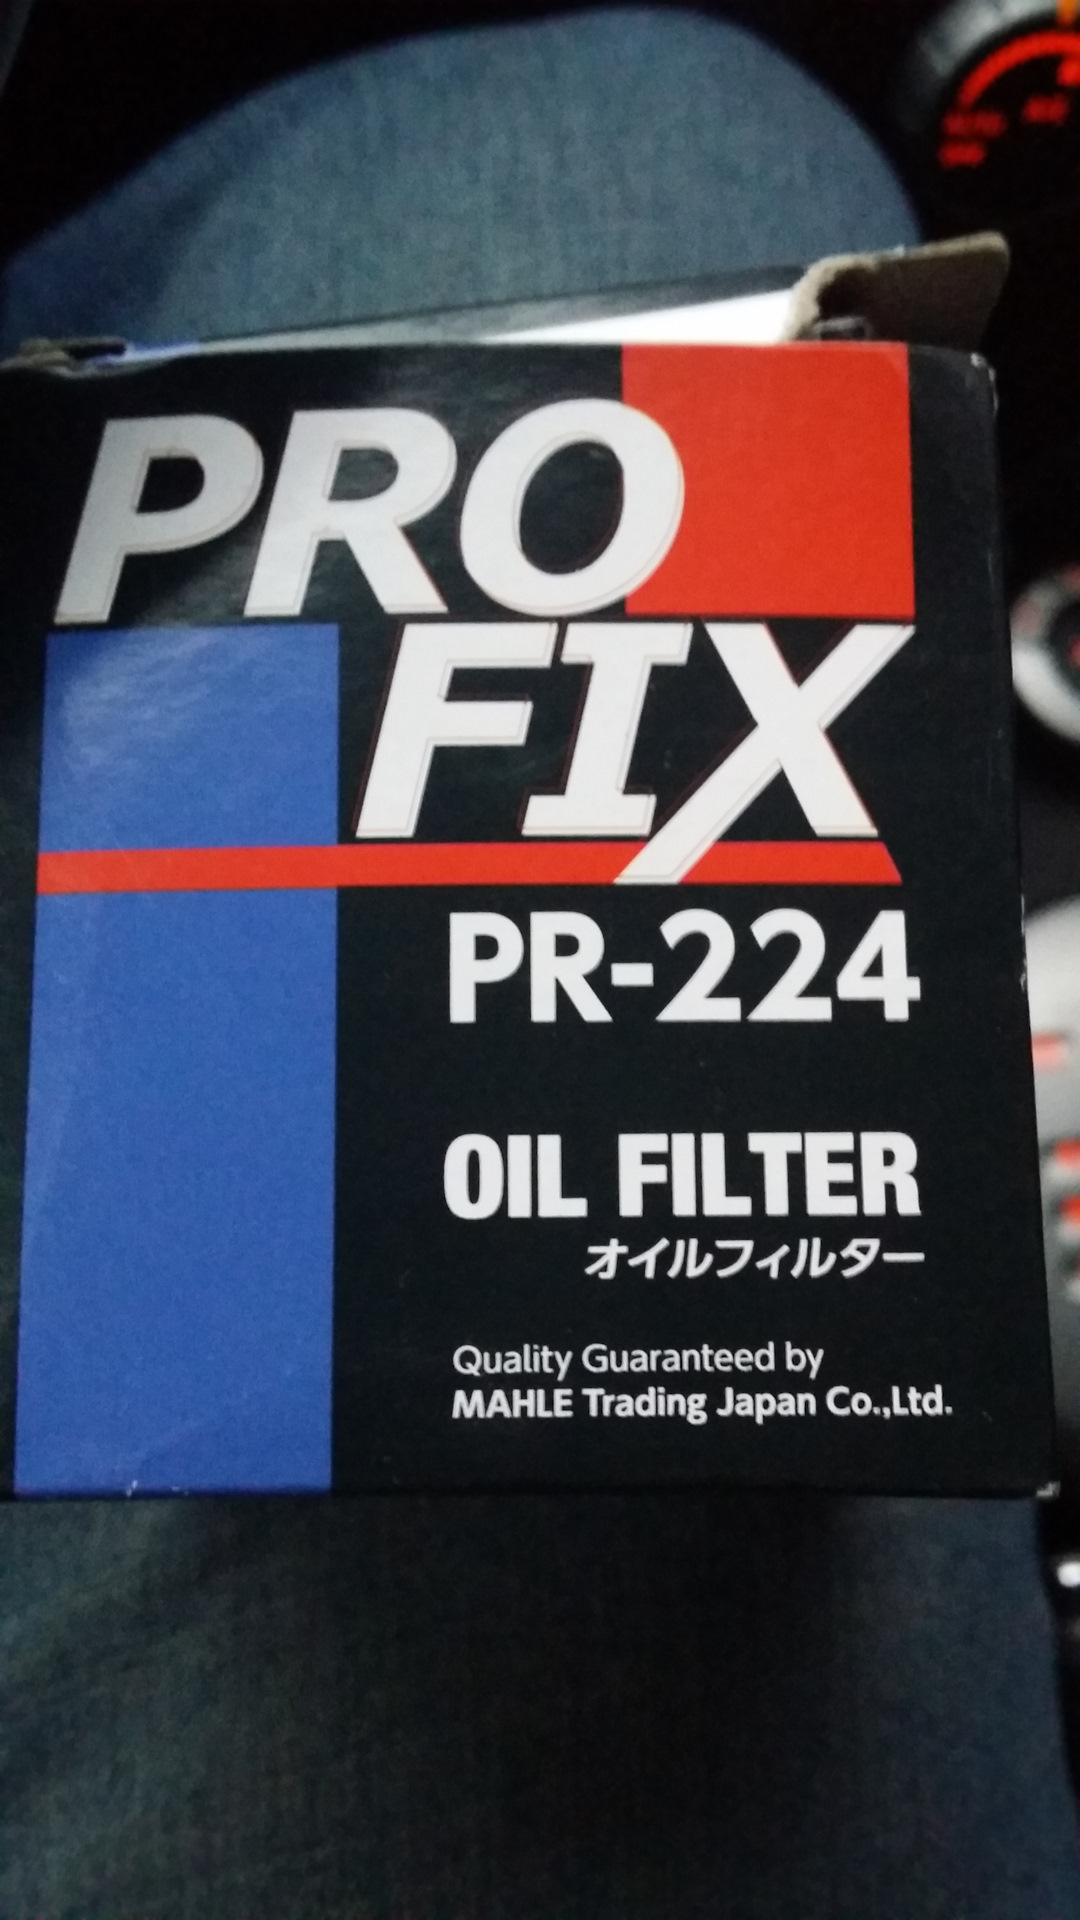 PRO
FIX
PR-224
OIL FILTER
オイルフィルター
Quality Guaranteed by
MAHLE Trading Japan Co.,Ltd.